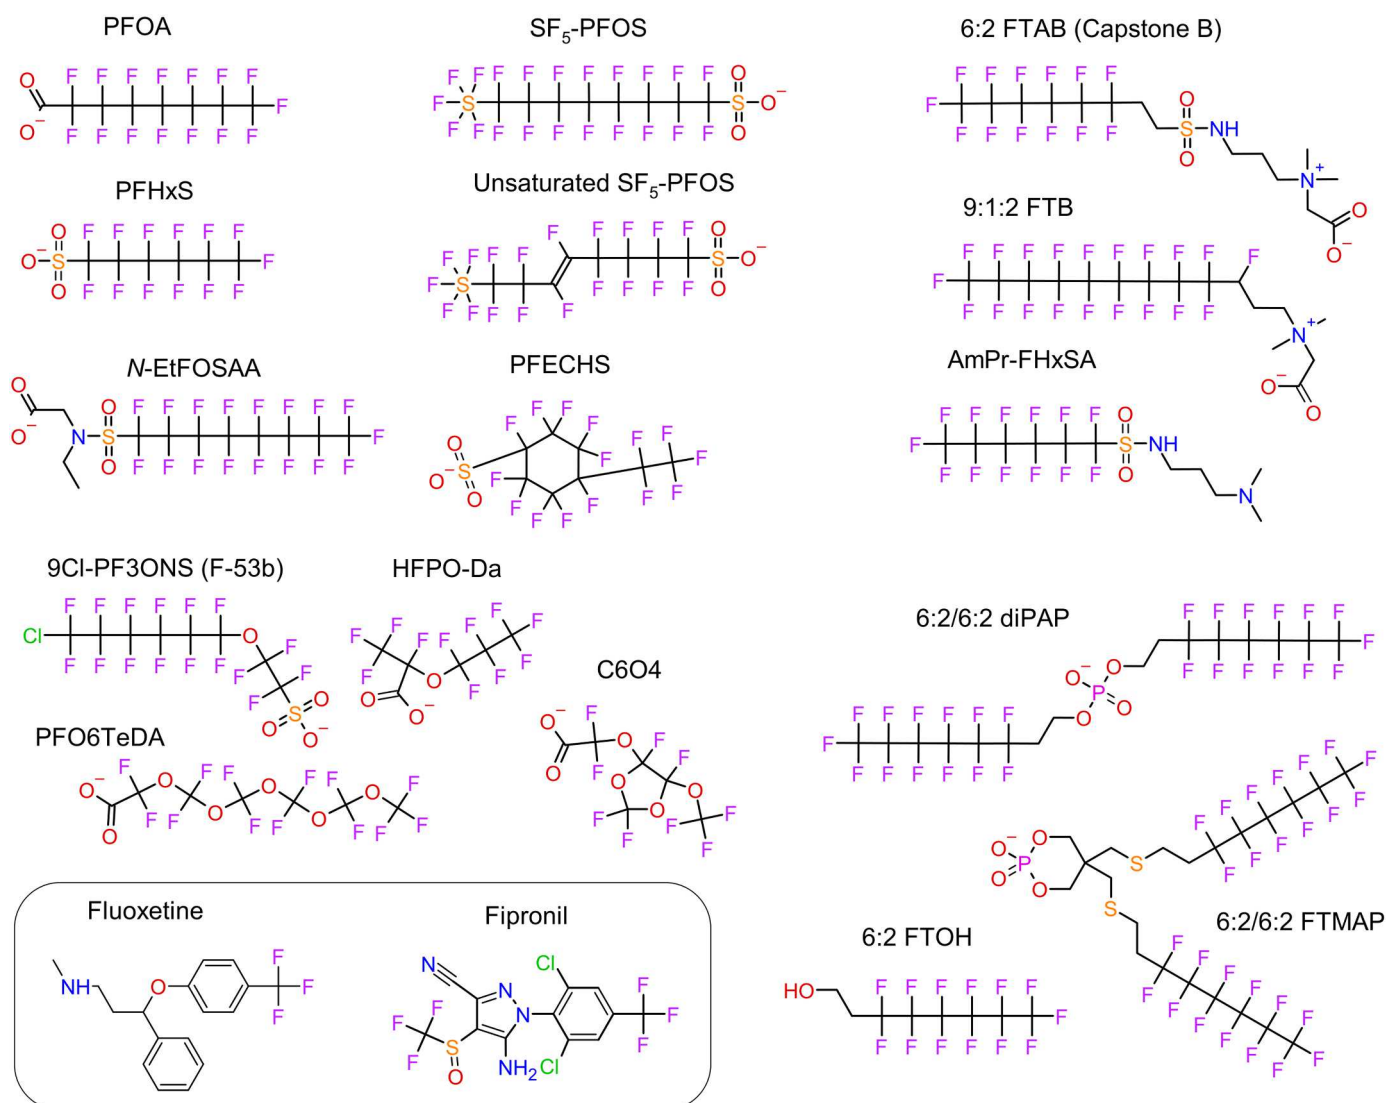 PFOA
SF5-PFOS
6:2 FTAB (Capstone B)
PFHxS
Unsaturated SF5-PFOS
9:1:2 FTB
N-EtFOSAA
PFECHS
AmPr-FHxSA
9Cl-PF3ONS (F-53b)
HFPO-Da
6:2/6:2 diPAP
C6O4
PFO6TeDA
Fluoxetine
Fipronil
6:2 FTOH
6:2/6:2 FTMAP